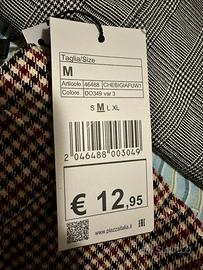 Taglia/Size
M
Articolo 46488 CHEBIGIAFUW1
Colore DO349 var 3
S M L XL
2 046488 003049
€ 12,95
www.piazzaitalia.it